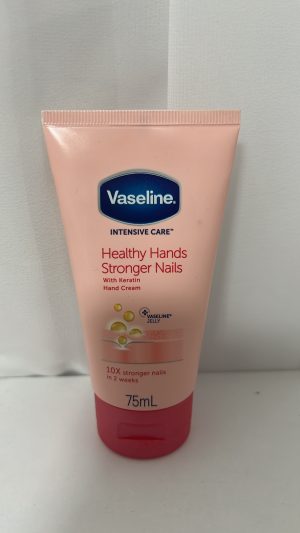 Vaseline.
INTENSIVE CARE™
Healthy Hands
Stronger Nails
With Keratin
Hand Cream
VASELINE®
JELLY
10X stronger nails
in 2 weeks
75mL